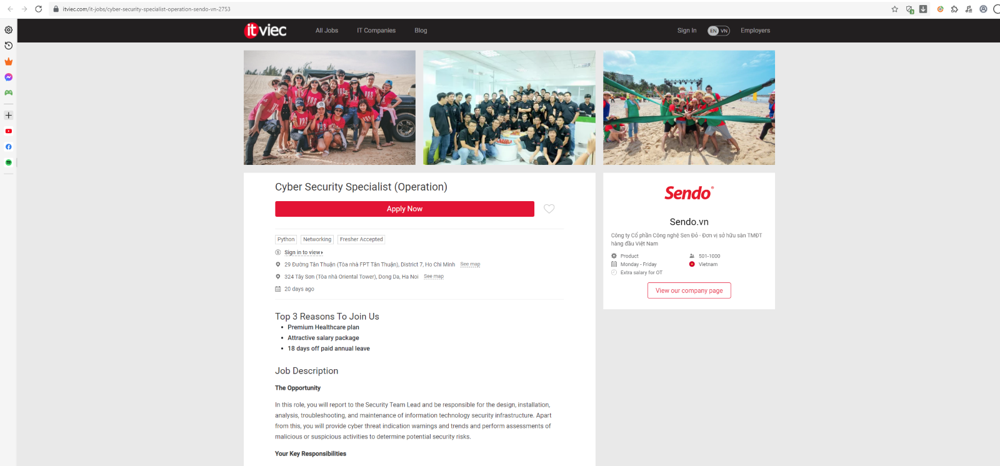 itviec.com/it-jobs/cyber-security-specialist-operation-sendo-vn-2753
it viec
All Jobs
IT Companies
Blog
Sign In
EN VN
Employers
Cyber Security Specialist (Operation)
Apply Now
Python
Networking
Fresher Accepted
Sign in to view
29 Đường Tân Thuận (Tòa nhà FPT Tân Thuận), District 7, Ho Chi Minh See map
324 Tây Sơn (Tòa nhà Oriental Tower), Dong Da, Ha Noi See map
20 days ago
Top 3 Reasons To Join Us
• Premium Healthcare plan
• Attractive salary package
• 18 days off paid annual leave
Job Description
The Opportunity
In this role, you will report to the Security Team Lead and be responsible for the design, installation,
analysis, troubleshooting, and maintenance of information technology security infrastructure. Apart
from this, you will provide cyber threat indication warnings and trends and perform assessments of
malicious or suspicious activities to determine potential security risks.
Your Key Responsibilities
Sendo®
Sendo.vn
Công ty Cổ phần Công nghệ Sen Đỏ - Đơn vị sở hữu sàn TMĐT
hàng đầu Việt Nam
Product
501-1000
Monday - Friday
Vietnam
Extra salary for OT
View our company page